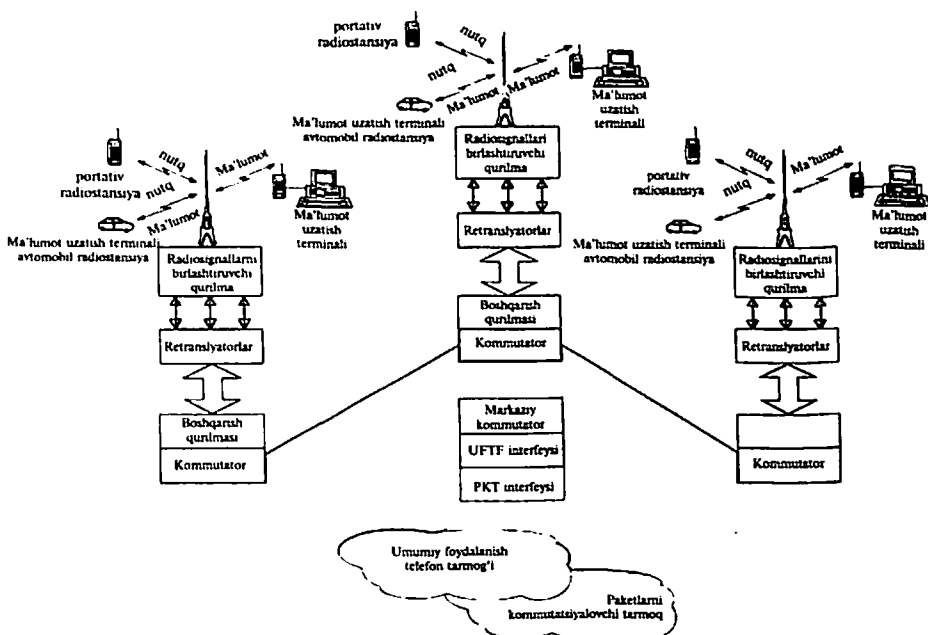 portativ
radiostansiya
nutq
nutq
Ma'lumot
Ma'lumot
Ma'lumot uzatish terminali
avtomobil radiostansiya
Ma'lumot
uzatish
terminali
Radiosignallari
birlashtiruvchi
qurilma
Retranslyatorlar
Boshqarish
qurilmasi
Kommutator
portativ
radiostansiya
nutq
nutq
Ma'lumot
Ma'lumot
Ma'lumot uzatish terminali
avtomobil radiostansiya
Ma'lumot
uzatish
terminali
Radiosignallarni
birlashtiruvchi
qurilma
Retranslyatorlar
Boshqarish
qurilmasi
Kommutator
portativ
radiostansiya
nutq
nutq
Ma'lumot
Ma'lumot uzatish terminali
avtomobil radiostansiya
Ma'lumot
uzatish
terminali
Radiosignallarini
birlashtiruvchi
qurilma
Retranslyatorlar
Kommutator
Markaziy
kommutator
UFTF interfeysi
PKT interfeysi
Umumiy foydalanish
telefon tarmog'i
Paketlarni
kommutatsiyalovchi tarmoq